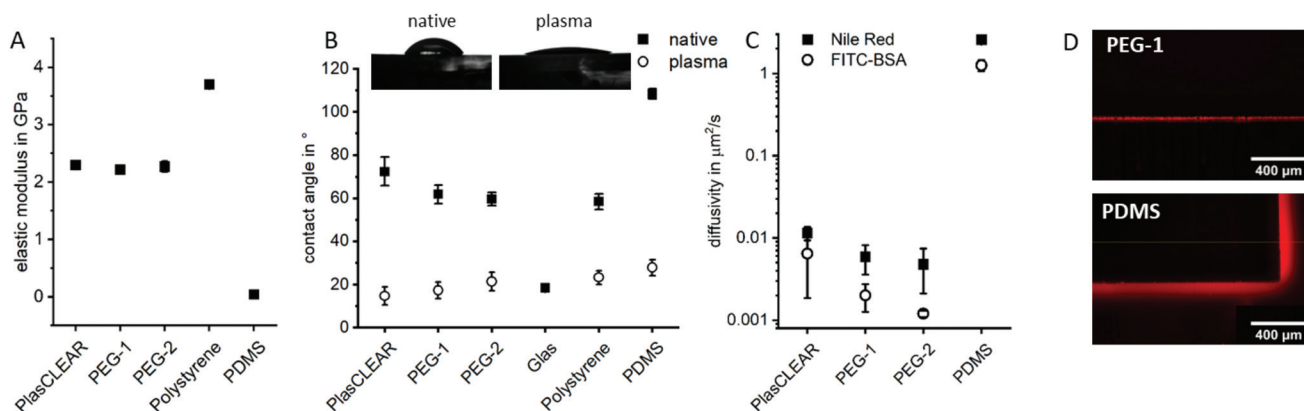 A
elastic modulus in GPa
4
3
2
1
0
PlasCLEAR
PEG-1
PEG-2
Polystyrene
PDMS
B
native
plasma
native
plasma
contact angle in °
120
100
80
60
40
20
0
PlasCLEAR
PEG-1
PEG-2
Glas
Polystyrene
PDMS
C
Nile Red
FITC-BSA
diffusivity in μm²/s
1
0.1
0.01
0.001
PlasCLEAR
PEG-1
PEG-2
PDMS
D
PEG-1
400 μm
PDMS
400 μm